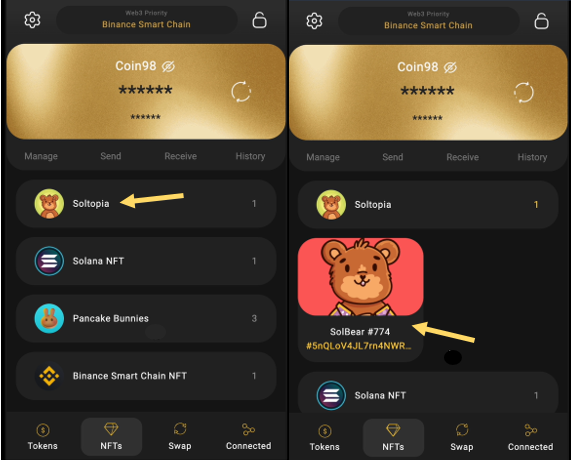 Web3 Priority
Binance Smart Chain
Coin98
******
******
Manage Send Receive History
Soltopia 1
Solana NFT 1
Pancake Bunnies 3
Binance Smart Chain NFT 1
Tokens NFTs Swap Connected
Web3 Priority
Binance Smart Chain
Coin98
******
******
Manage Send Receive History
Soltopia 1
SolBear #774
#5nQLoV4JL7rn4NWR...
Solana NFT 1
Tokens NFTs Swap Connected